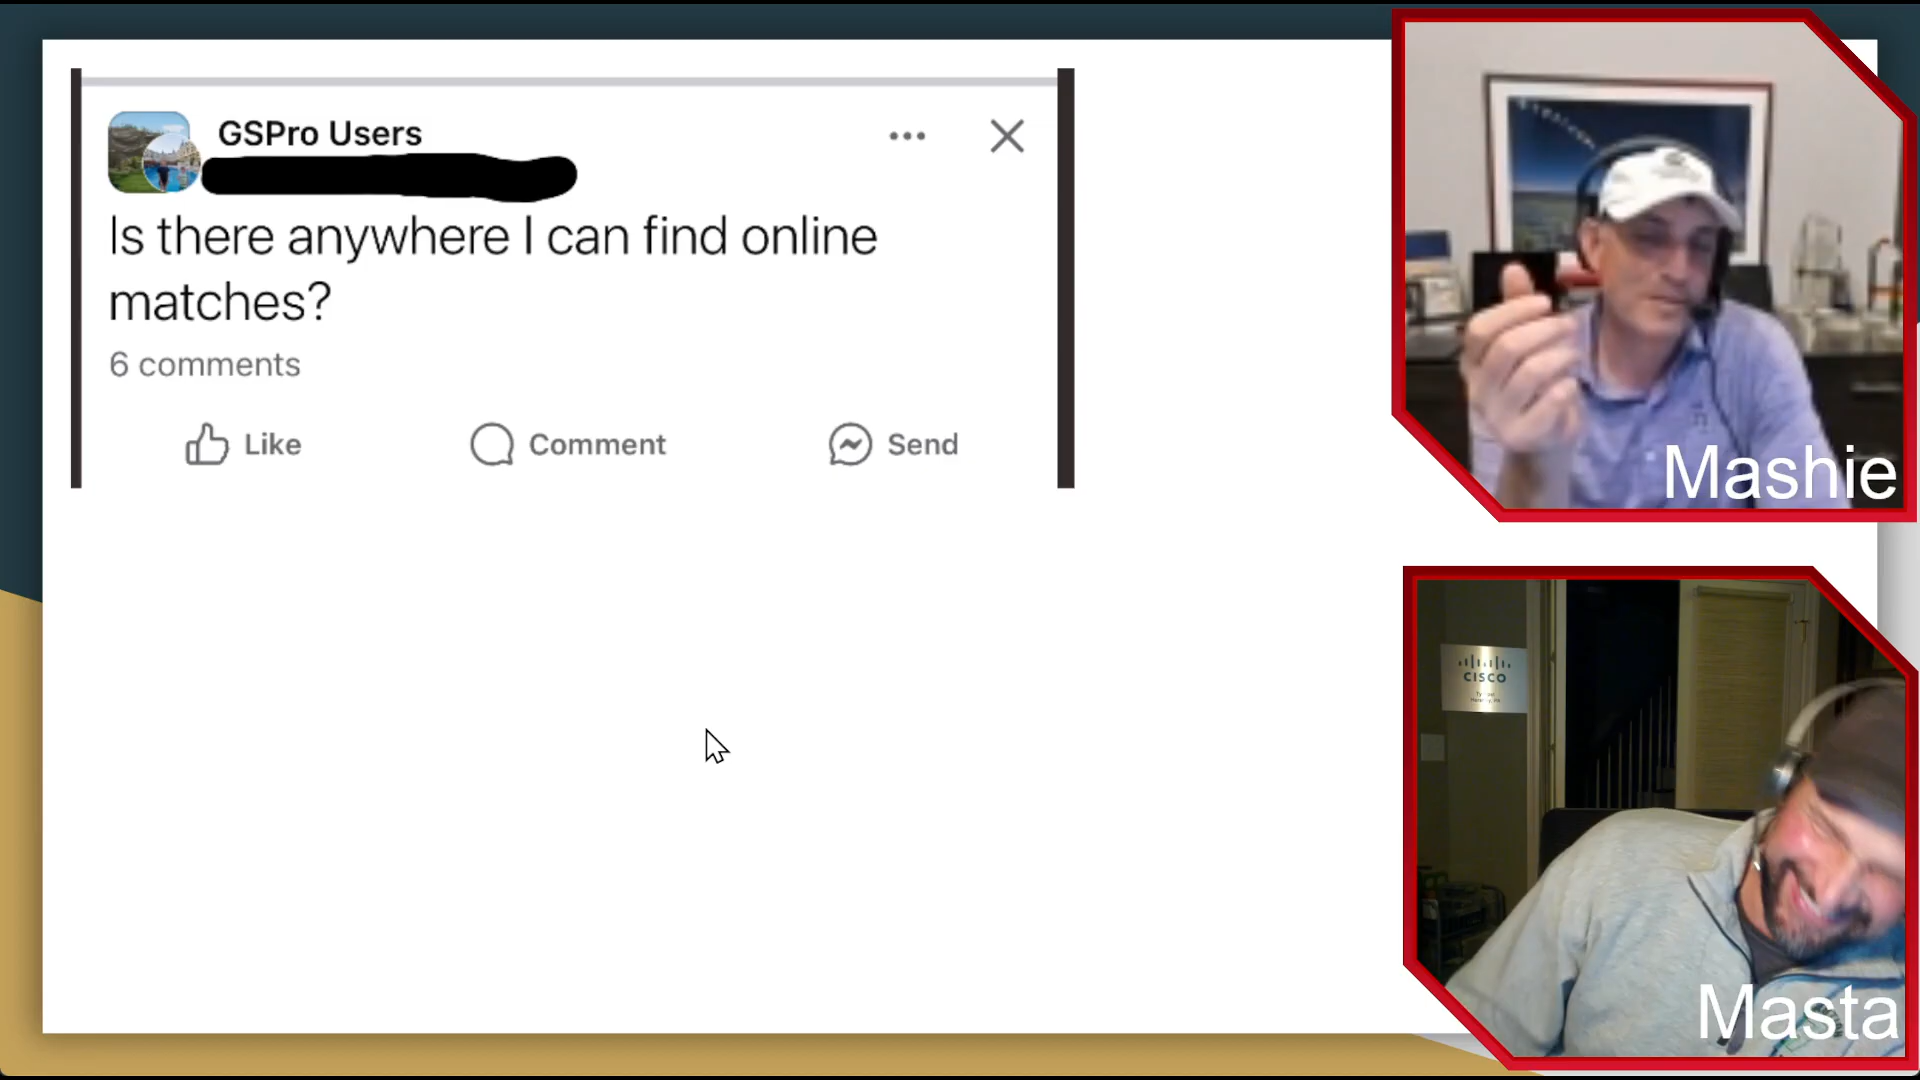 GSPro Users
Is there anywhere I can find online
matches?
6 comments
Like
Comment
Send
Mashie
CISCO
Masta